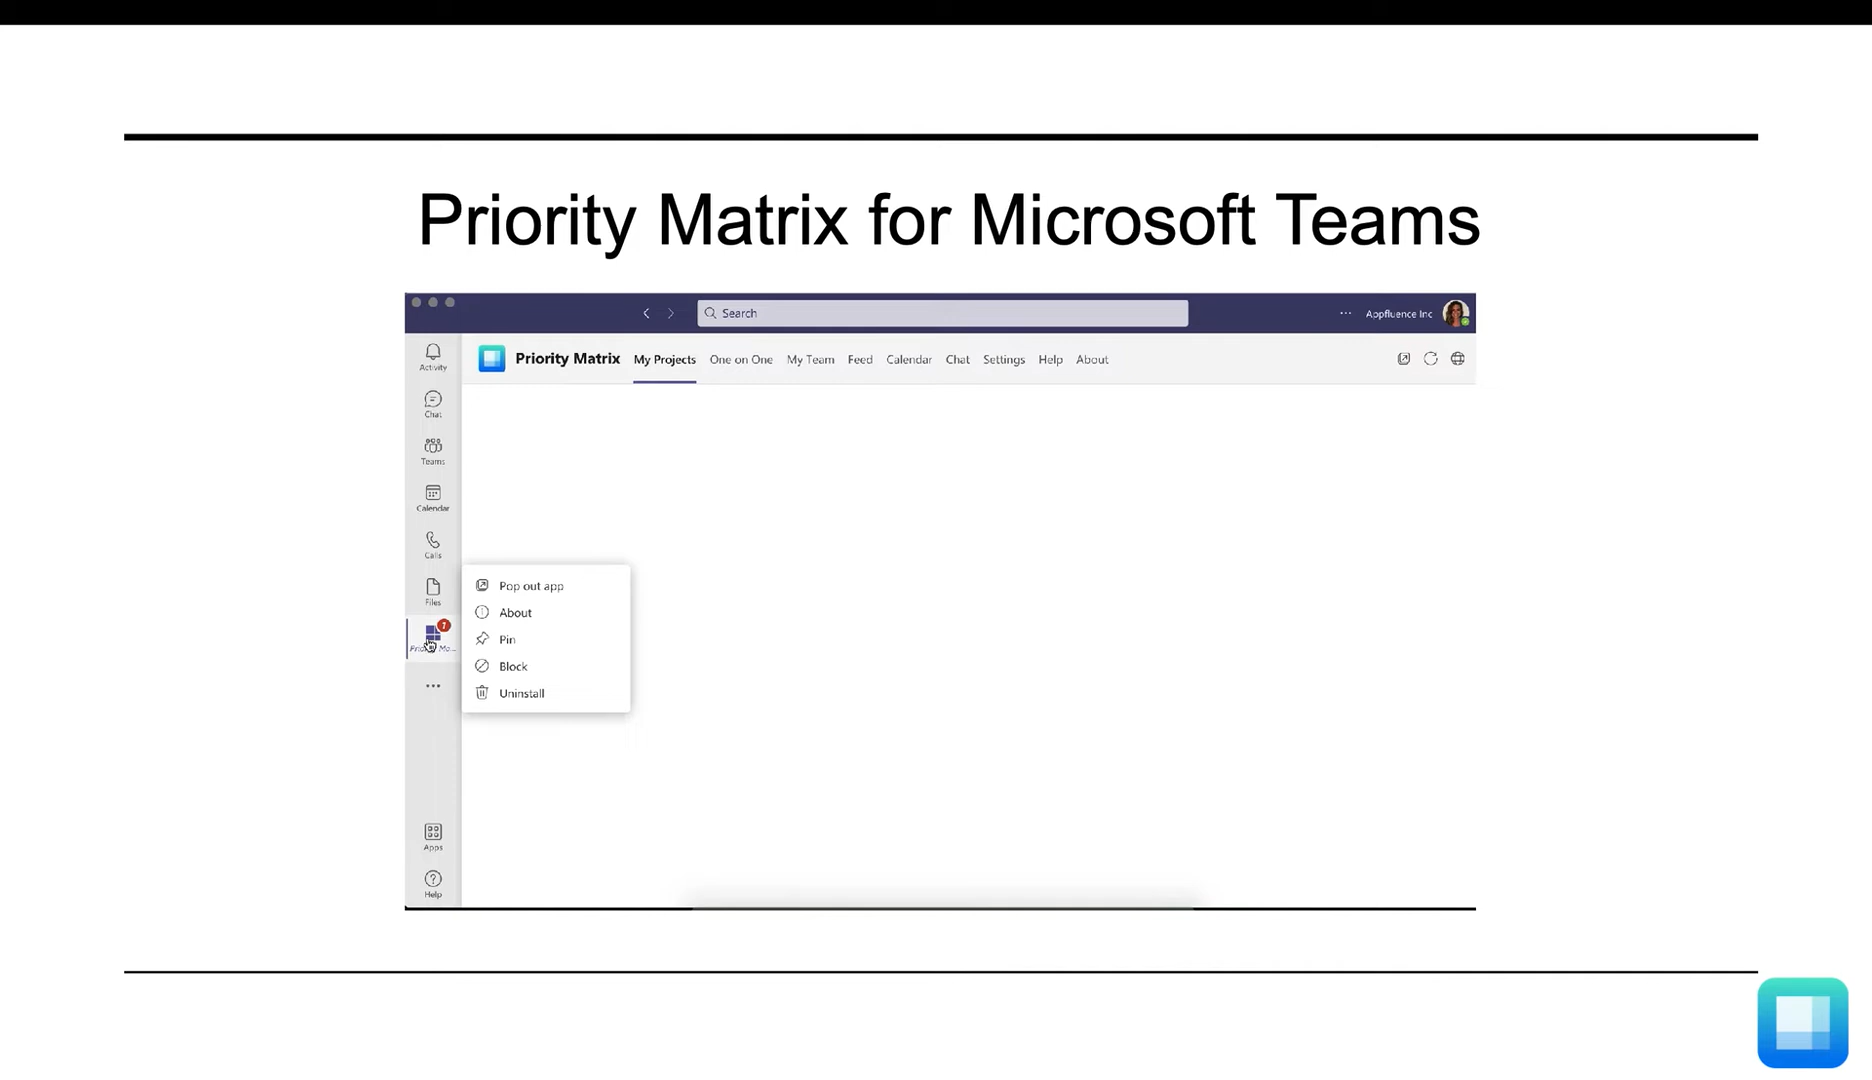 Priority Matrix for Microsoft Teams
Search
Appfluence Inc
Priority Matrix My Projects One on One My Team Feed Calendar Chat Settings Help About
Activity
Chat
Teams
Calendar
Calls
Files
Pop out app
About
Pin
Block
Uninstall
Apps
Help